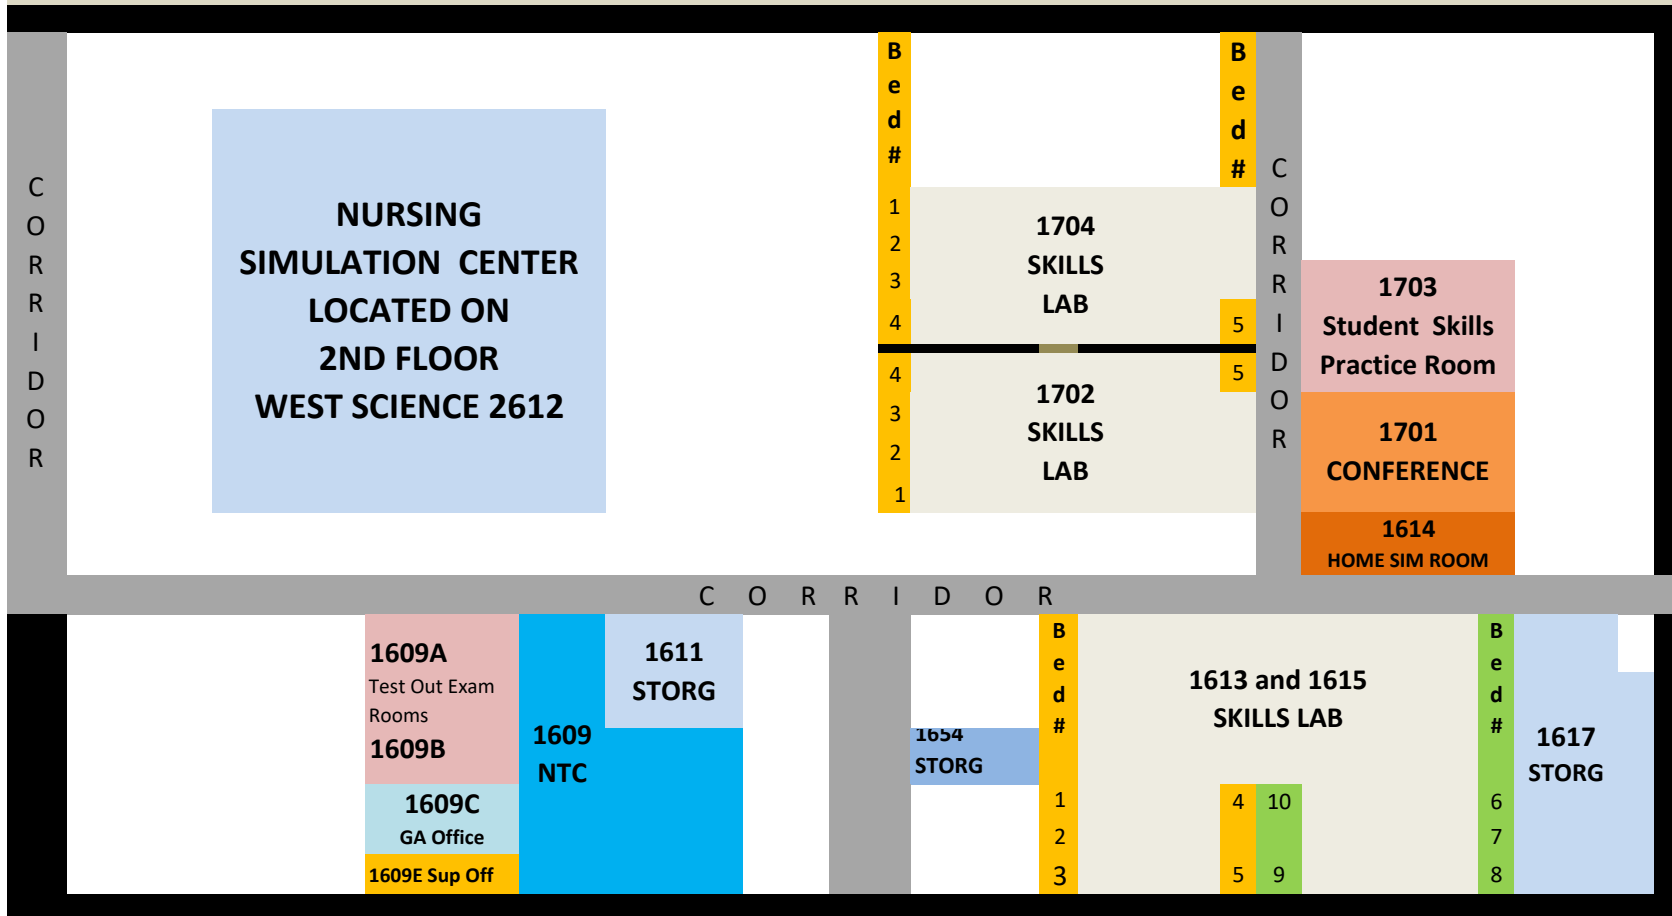 CORRIDOR
NURSING
SIMULATION CENTER
LOCATED ON
2ND FLOOR
WEST SCIENCE 2612
Bed#
1
2
3
4
4
3
2
1
1704
SKILLS
LAB
1702
SKILLS
LAB
Bed#
5
5
CORRIDOR
1703
Student Skills
Practice Room
1701
CONFERENCE
1614
HOME SIM ROOM
CORRIDOR
1609A
Test Out Exam
Rooms
1609B
1609C
GA Office
1609E Sup Off
1609
NTC
1611
STORG
1654
STORG
Bed#
1
2
3
1613 and 1615
SKILLS LAB
4 10
5 9
Bed#
6
7
8
1617
STORG